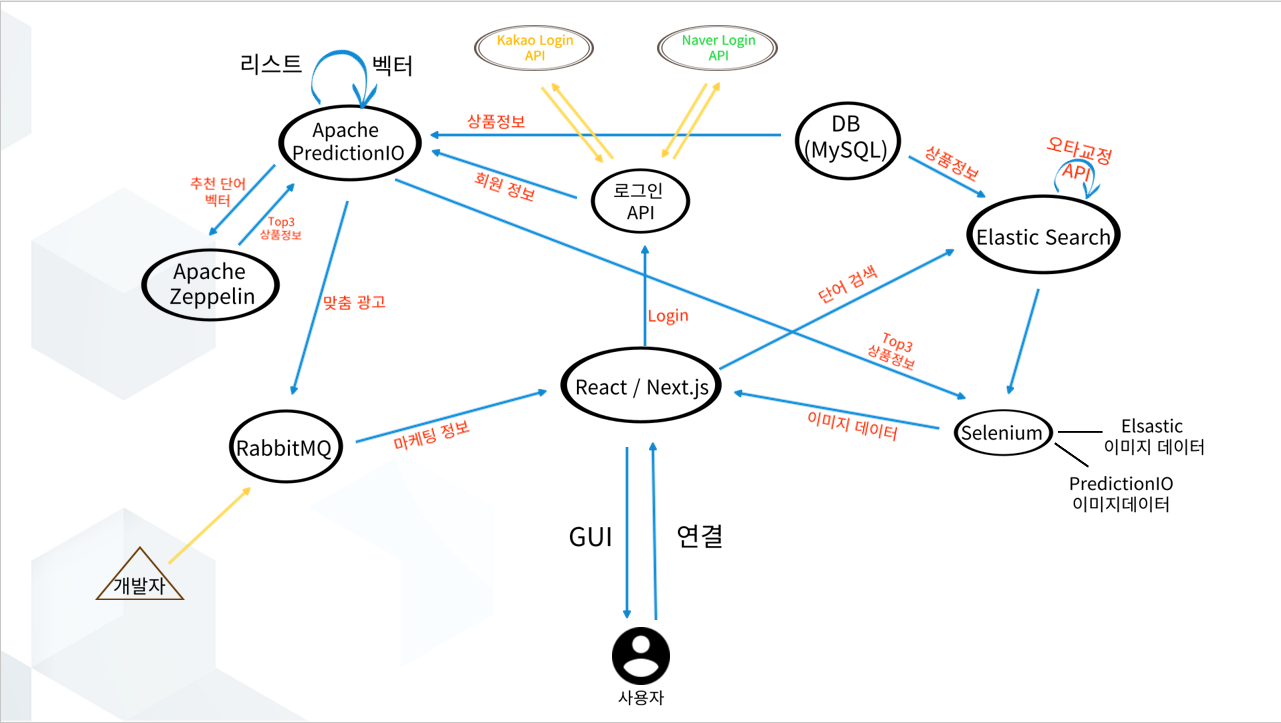 Kakao Login
API
Naver Login
API
리스트
벡터
Apache
PredictionIO
상품정보
DB
(MySQL)
상품정보
오타교정
API
회원 정보
로그인
API
추천 단어
벡터
Top3
상품정보
Elastic Search
Apache
Zeppelin
맞춤 광고
단어 검색
Login
Top3
상품정보
React / Next.js
RabbitMQ
마케팅 정보
이미지 데이터
Selenium
Elsastic
이미지 데이터
PredictionIO
이미지데이터
GUI
연결
개발자
사용자